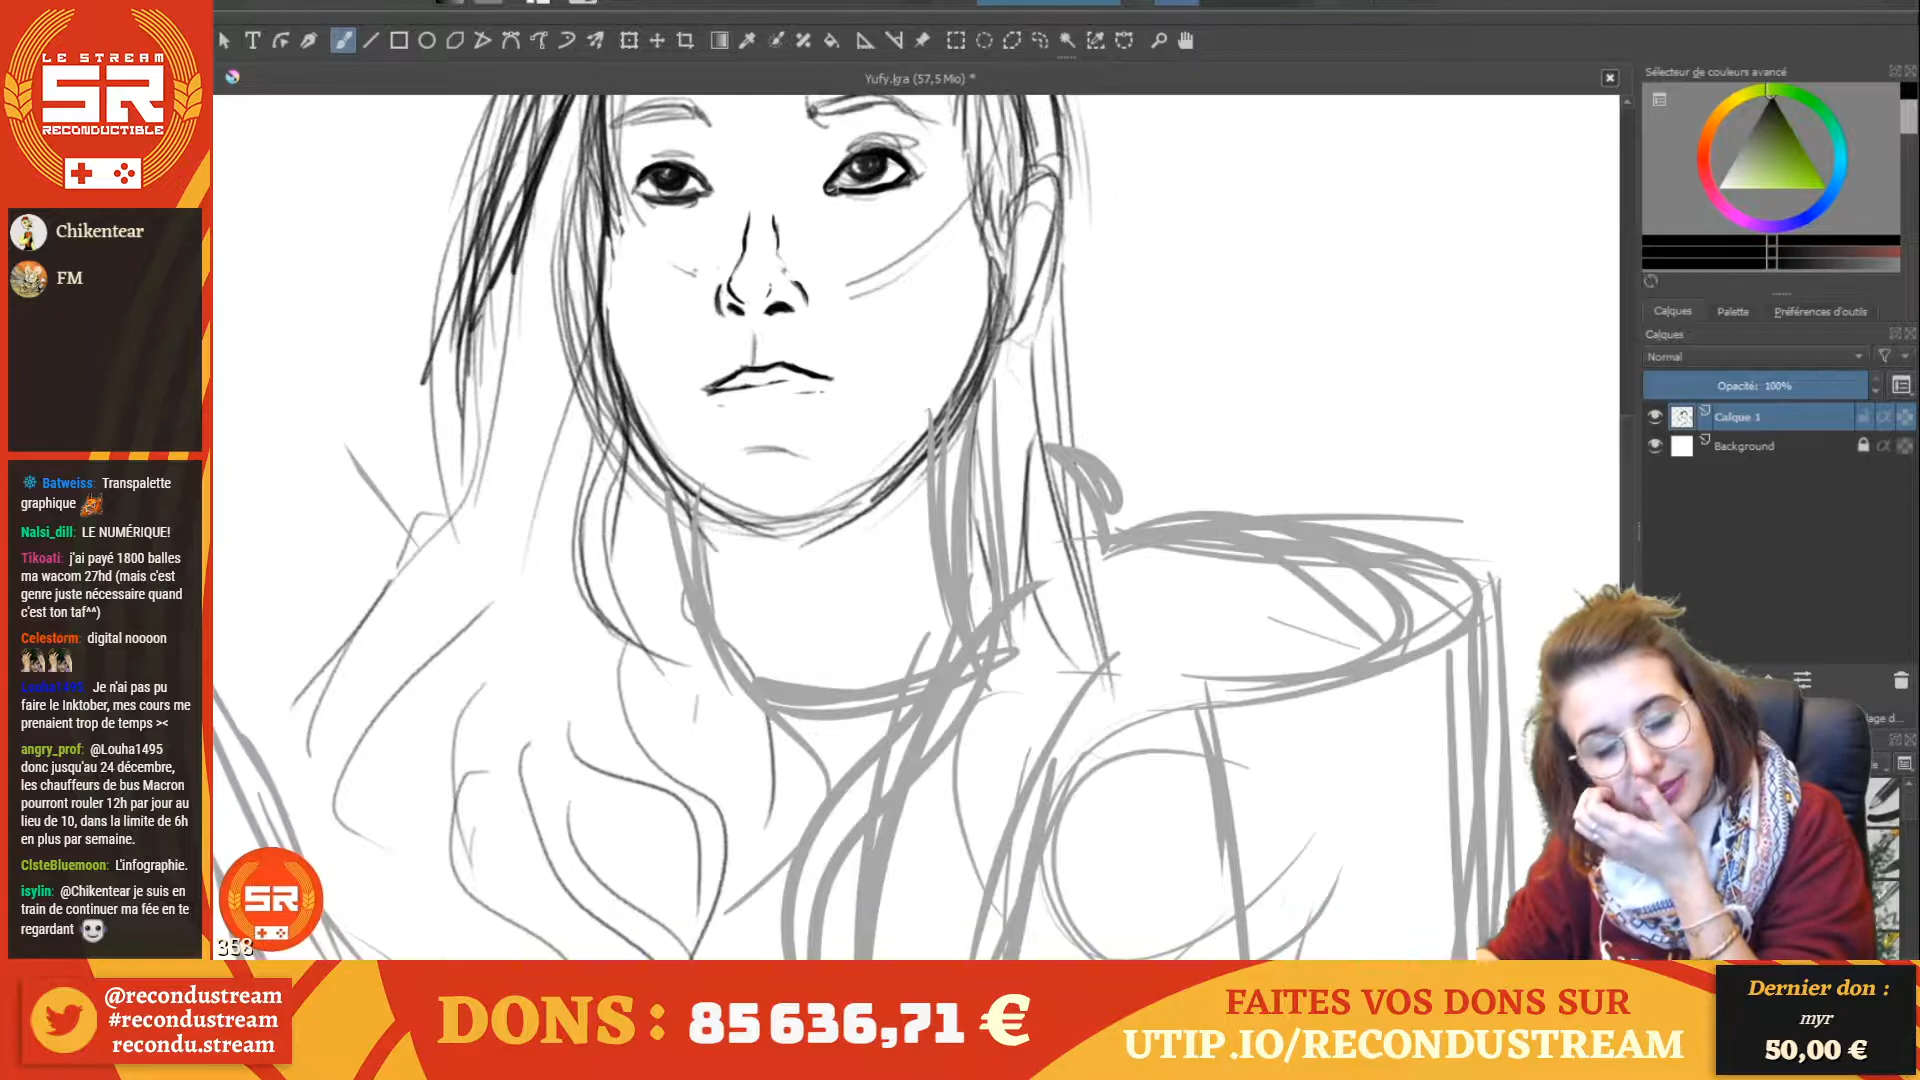 LE STREAM
SR
RECONDUCTIBLE
Chikentear
FM
Batweiss: Transpalette
graphique
Nalsi_dill: LE NUMÉRIQUE!
Tikoati: j'ai payé 1800 balles
ma wacom 27hd (mais c'est
genre juste nécessaire quand
c'est ton taf^^)
Celestorm: digital noooon
Louha1495: Je n'ai pas pu
faire le Inktober, mes cours me
prenaient trop de temps ><
angry_prof: @Louha1495
donc jusqu'au 24 décembre,
les chauffeurs de bus Macron
pourront rouler 12h par jour au
lieu de 10, dans la limite de 6h
en plus par semaine.
ClsteBluemoon: L'infographie.
isylin: @Chikentear je suis en
train de continuer ma fée en te
regardant
Yufy.kra (57,5 Mio) *
Sélecteur de couleurs avancé
Calques
Palette
Préférences d'outils
Calques
Normal
Opacité: 100%
Calque 1
Background
SR
358
@recondustream
#recondustream
recondu.stream
DONS : 85 636,71 €
FAITES VOS DONS SUR
UTIP.IO/RECONDUSTREAM
Dernier don :
myr
50,00 €